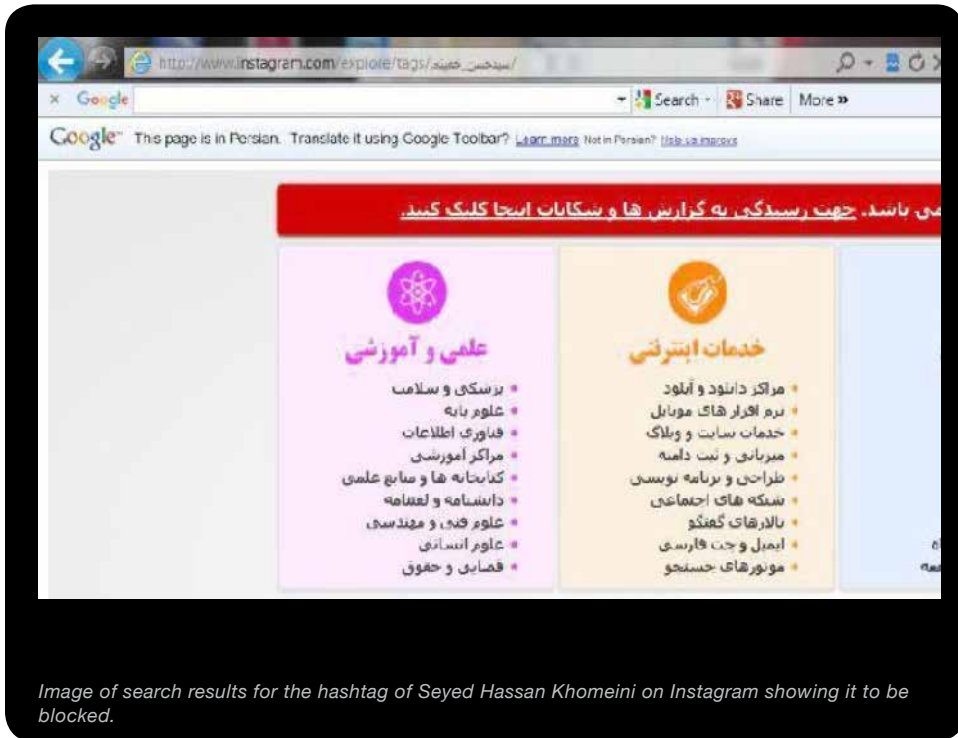 http://www.instagram.com/explore/tags/سیدحسن_خمینی/
× Google Search Share More »
Google™ This page is in Persian. Translate it using Google Toolbar? Learn more Not in Persian? Help us improve
می باشد. جهت رسیدگی به گزارش ها و شکایات اینجا کلیک کنید.
خدمات اینترنتی
مراکز دانلود و آپلود
نرم افزار های موبایل
خدمات سایت و وبلاگ
میزبانی و ثبت دامنه
طراحی و برنامه نویسی
شبکه های اجتماعی
تالارهای گفتگو
ایمیل و چت فارسی
موتورهای جستجو
علمی و آموزشی
پزشکی و سلامت
علوم پایه
فناوری اطلاعات
مراکز آموزشی
کتابخانه ها و منابع علمی
دانشنامه و لغتنامه
علوم فنی و مهندسی
علوم انسانی
قضایی و حقوق
Image of search results for the hashtag of Seyed Hassan Khomeini on Instagram showing it to be
blocked.